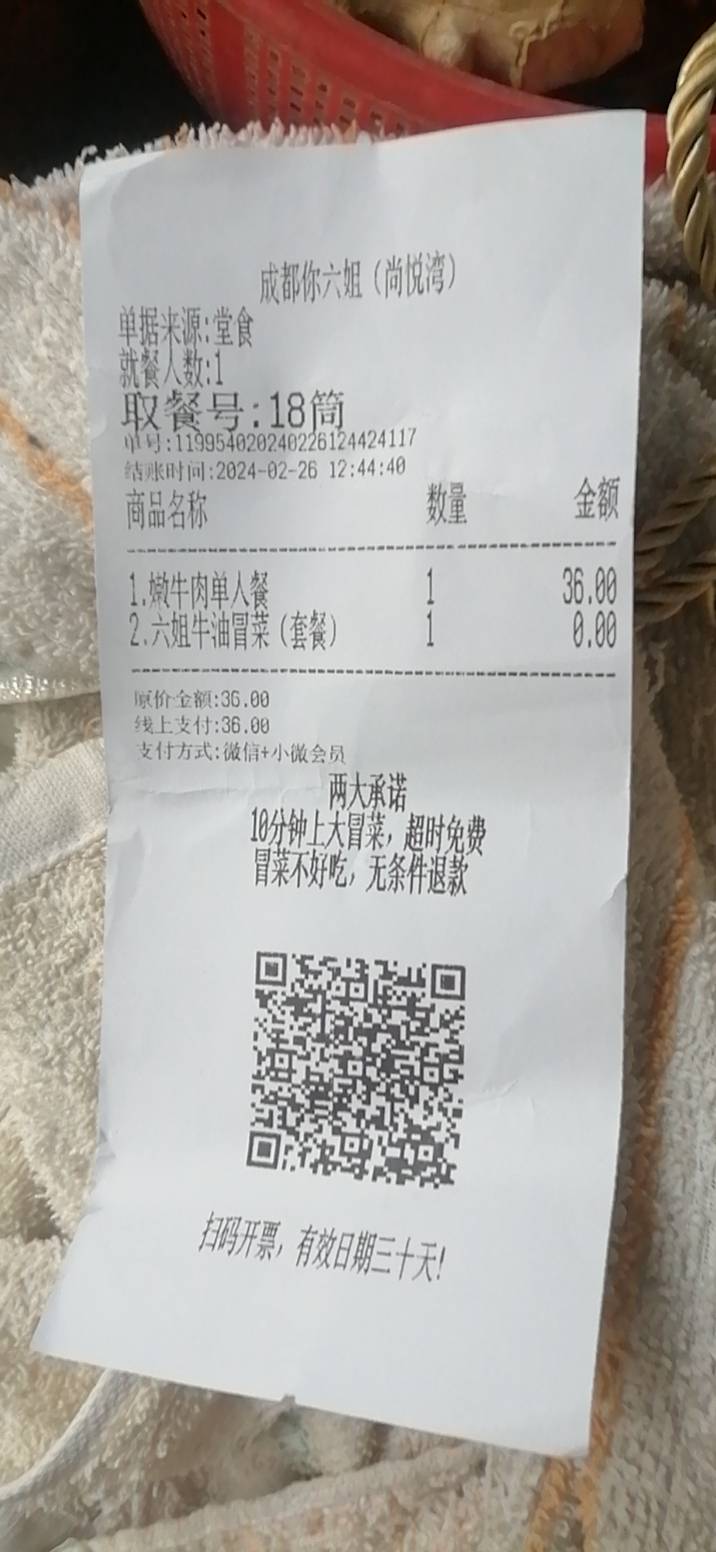 成都你六姐（尚悦湾）
单据来源:堂食
就餐人数:1
取餐号:18筒
单号:119954020240226124424117
结账时间:2024-02-26 12:44:40
商品名称 数量 金额
1.嫩牛肉单人餐 1 36.00
2.六姐牛油冒菜（套餐） 1 0.00
原价金额:36.00
线上支付:36.00
支付方式:微信+小微会员
两大承诺
10分钟上大冒菜，超时免费
冒菜不好吃，无条件退款
扫码开票，有效日期三十天!